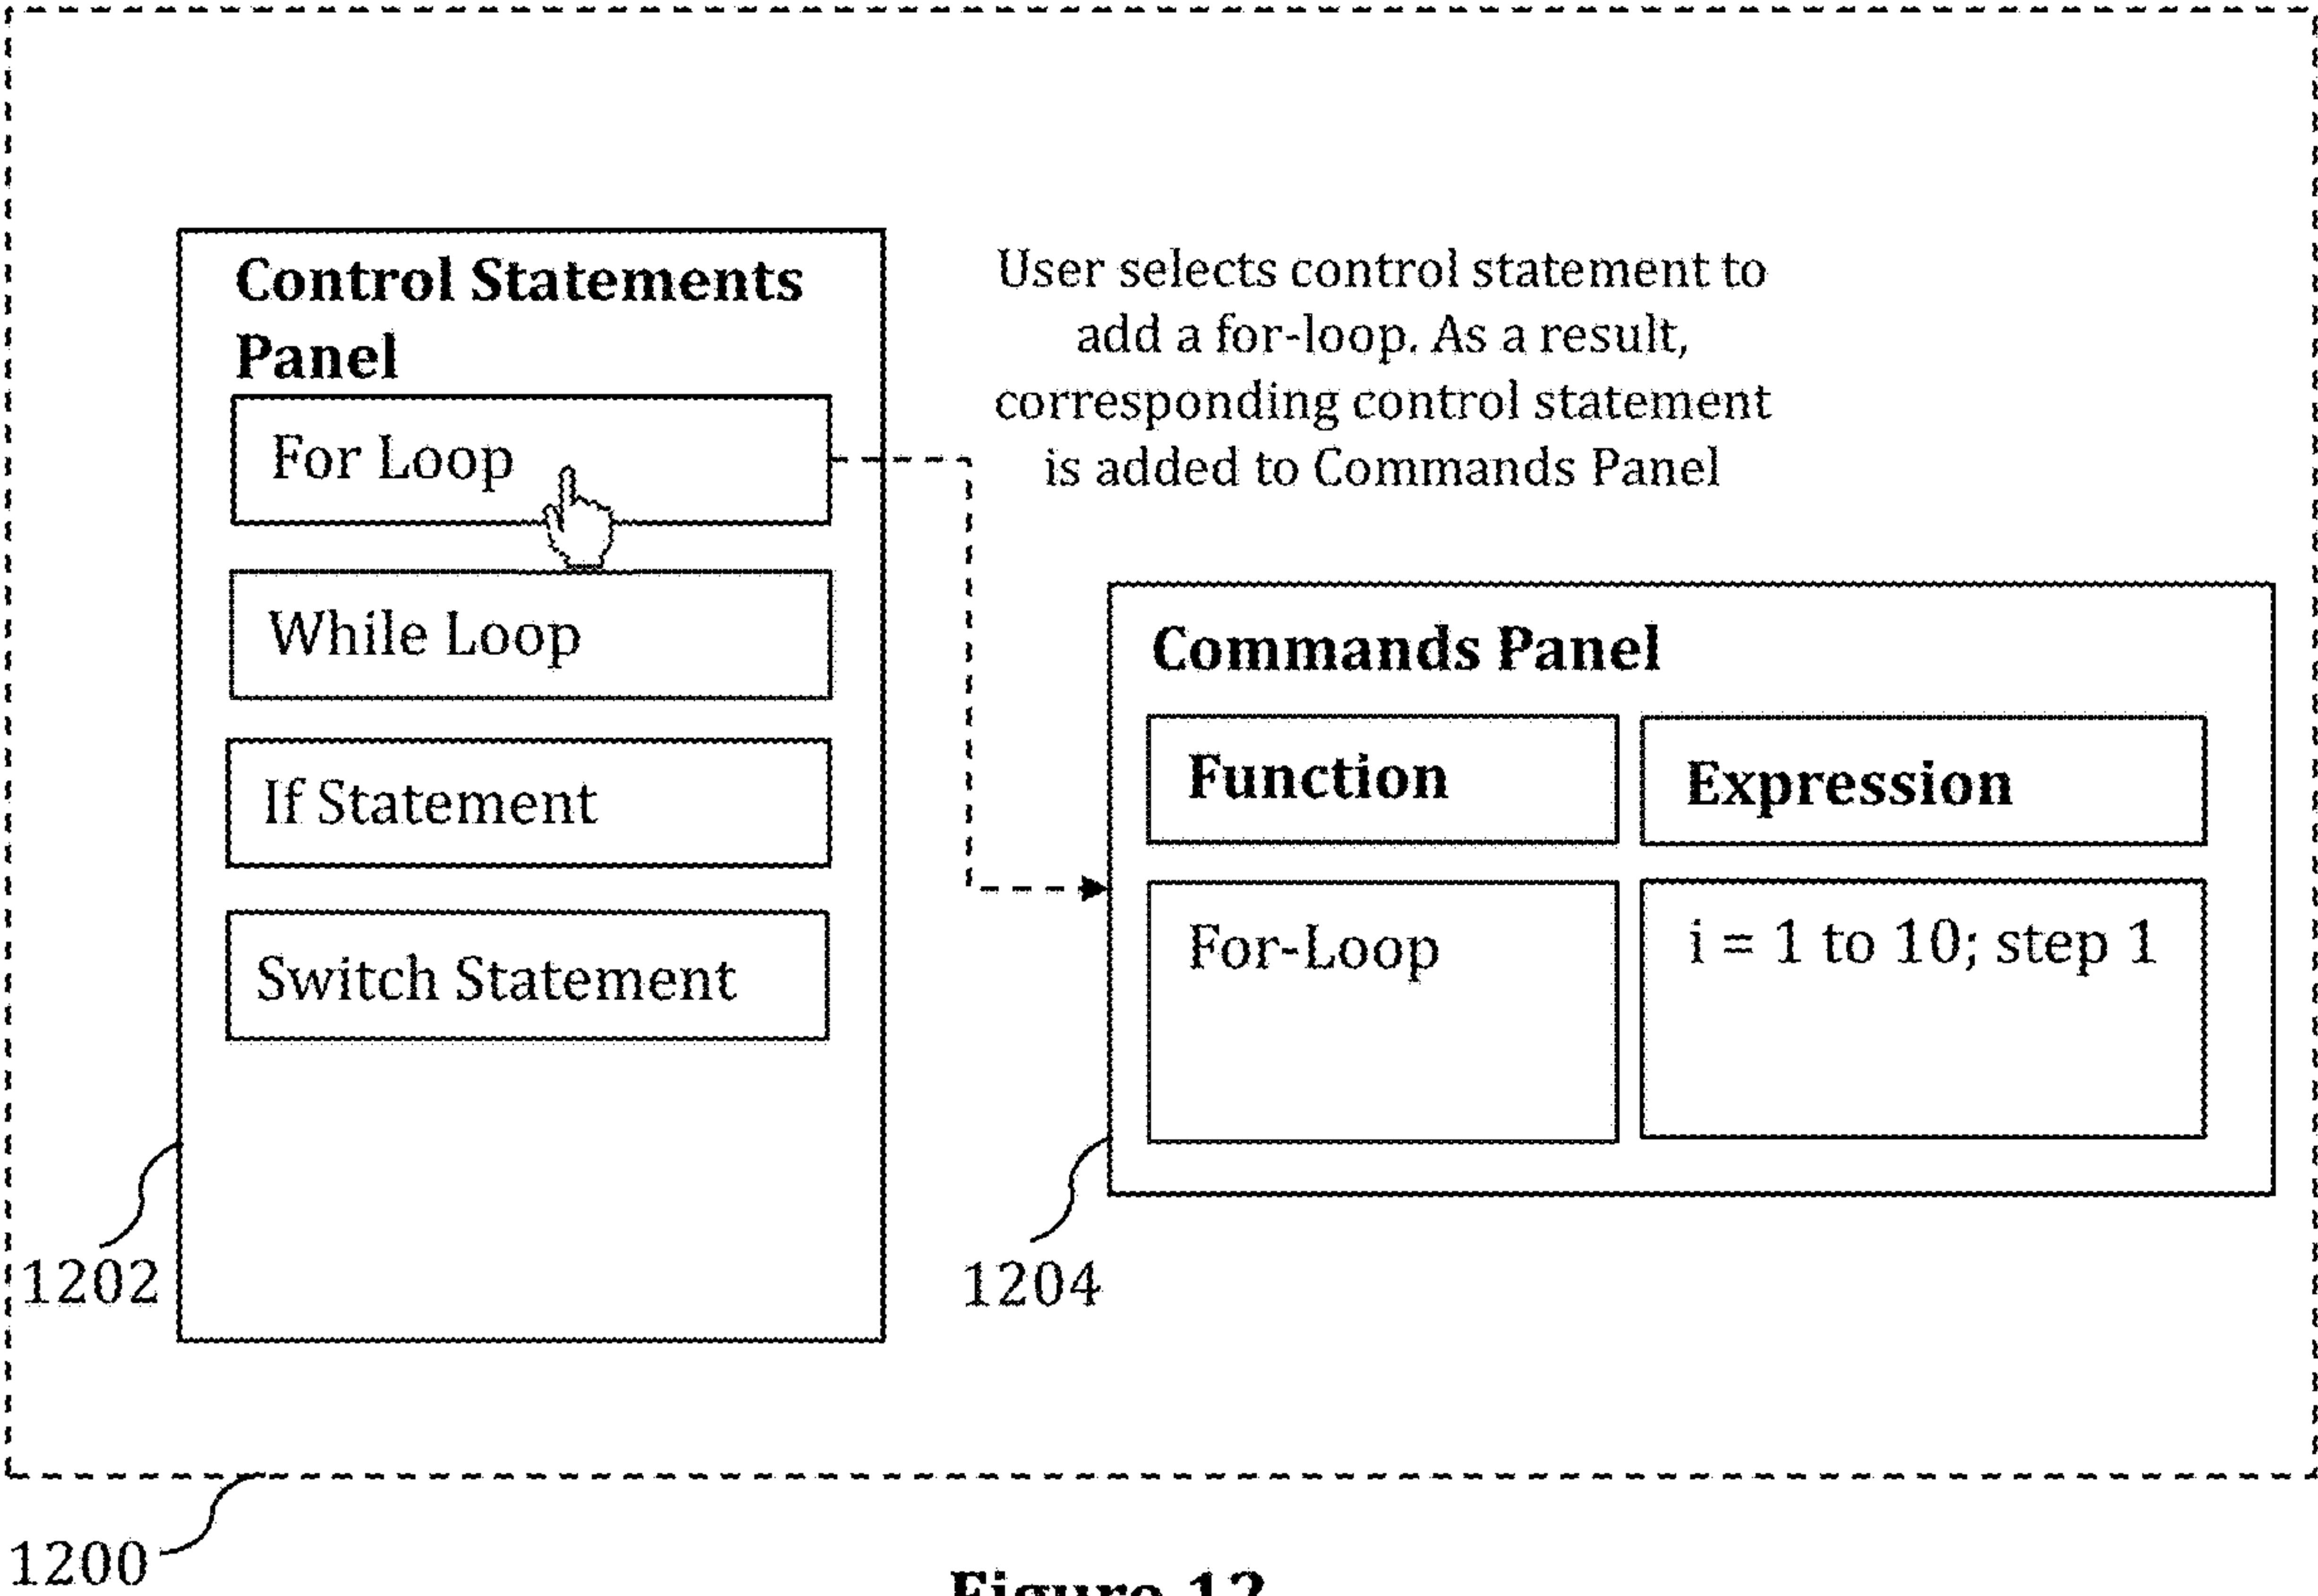 Control Statements
Panel
For Loop
While Loop
If Statement
Switch Statement
User selects control statement to
add a for-loop. As a result,
corresponding control statement
is added to Commands Panel
Commands Panel
Function
Expression
For-Loop
i = 1 to 10; step 1
1202
1204
1200
Figure 12